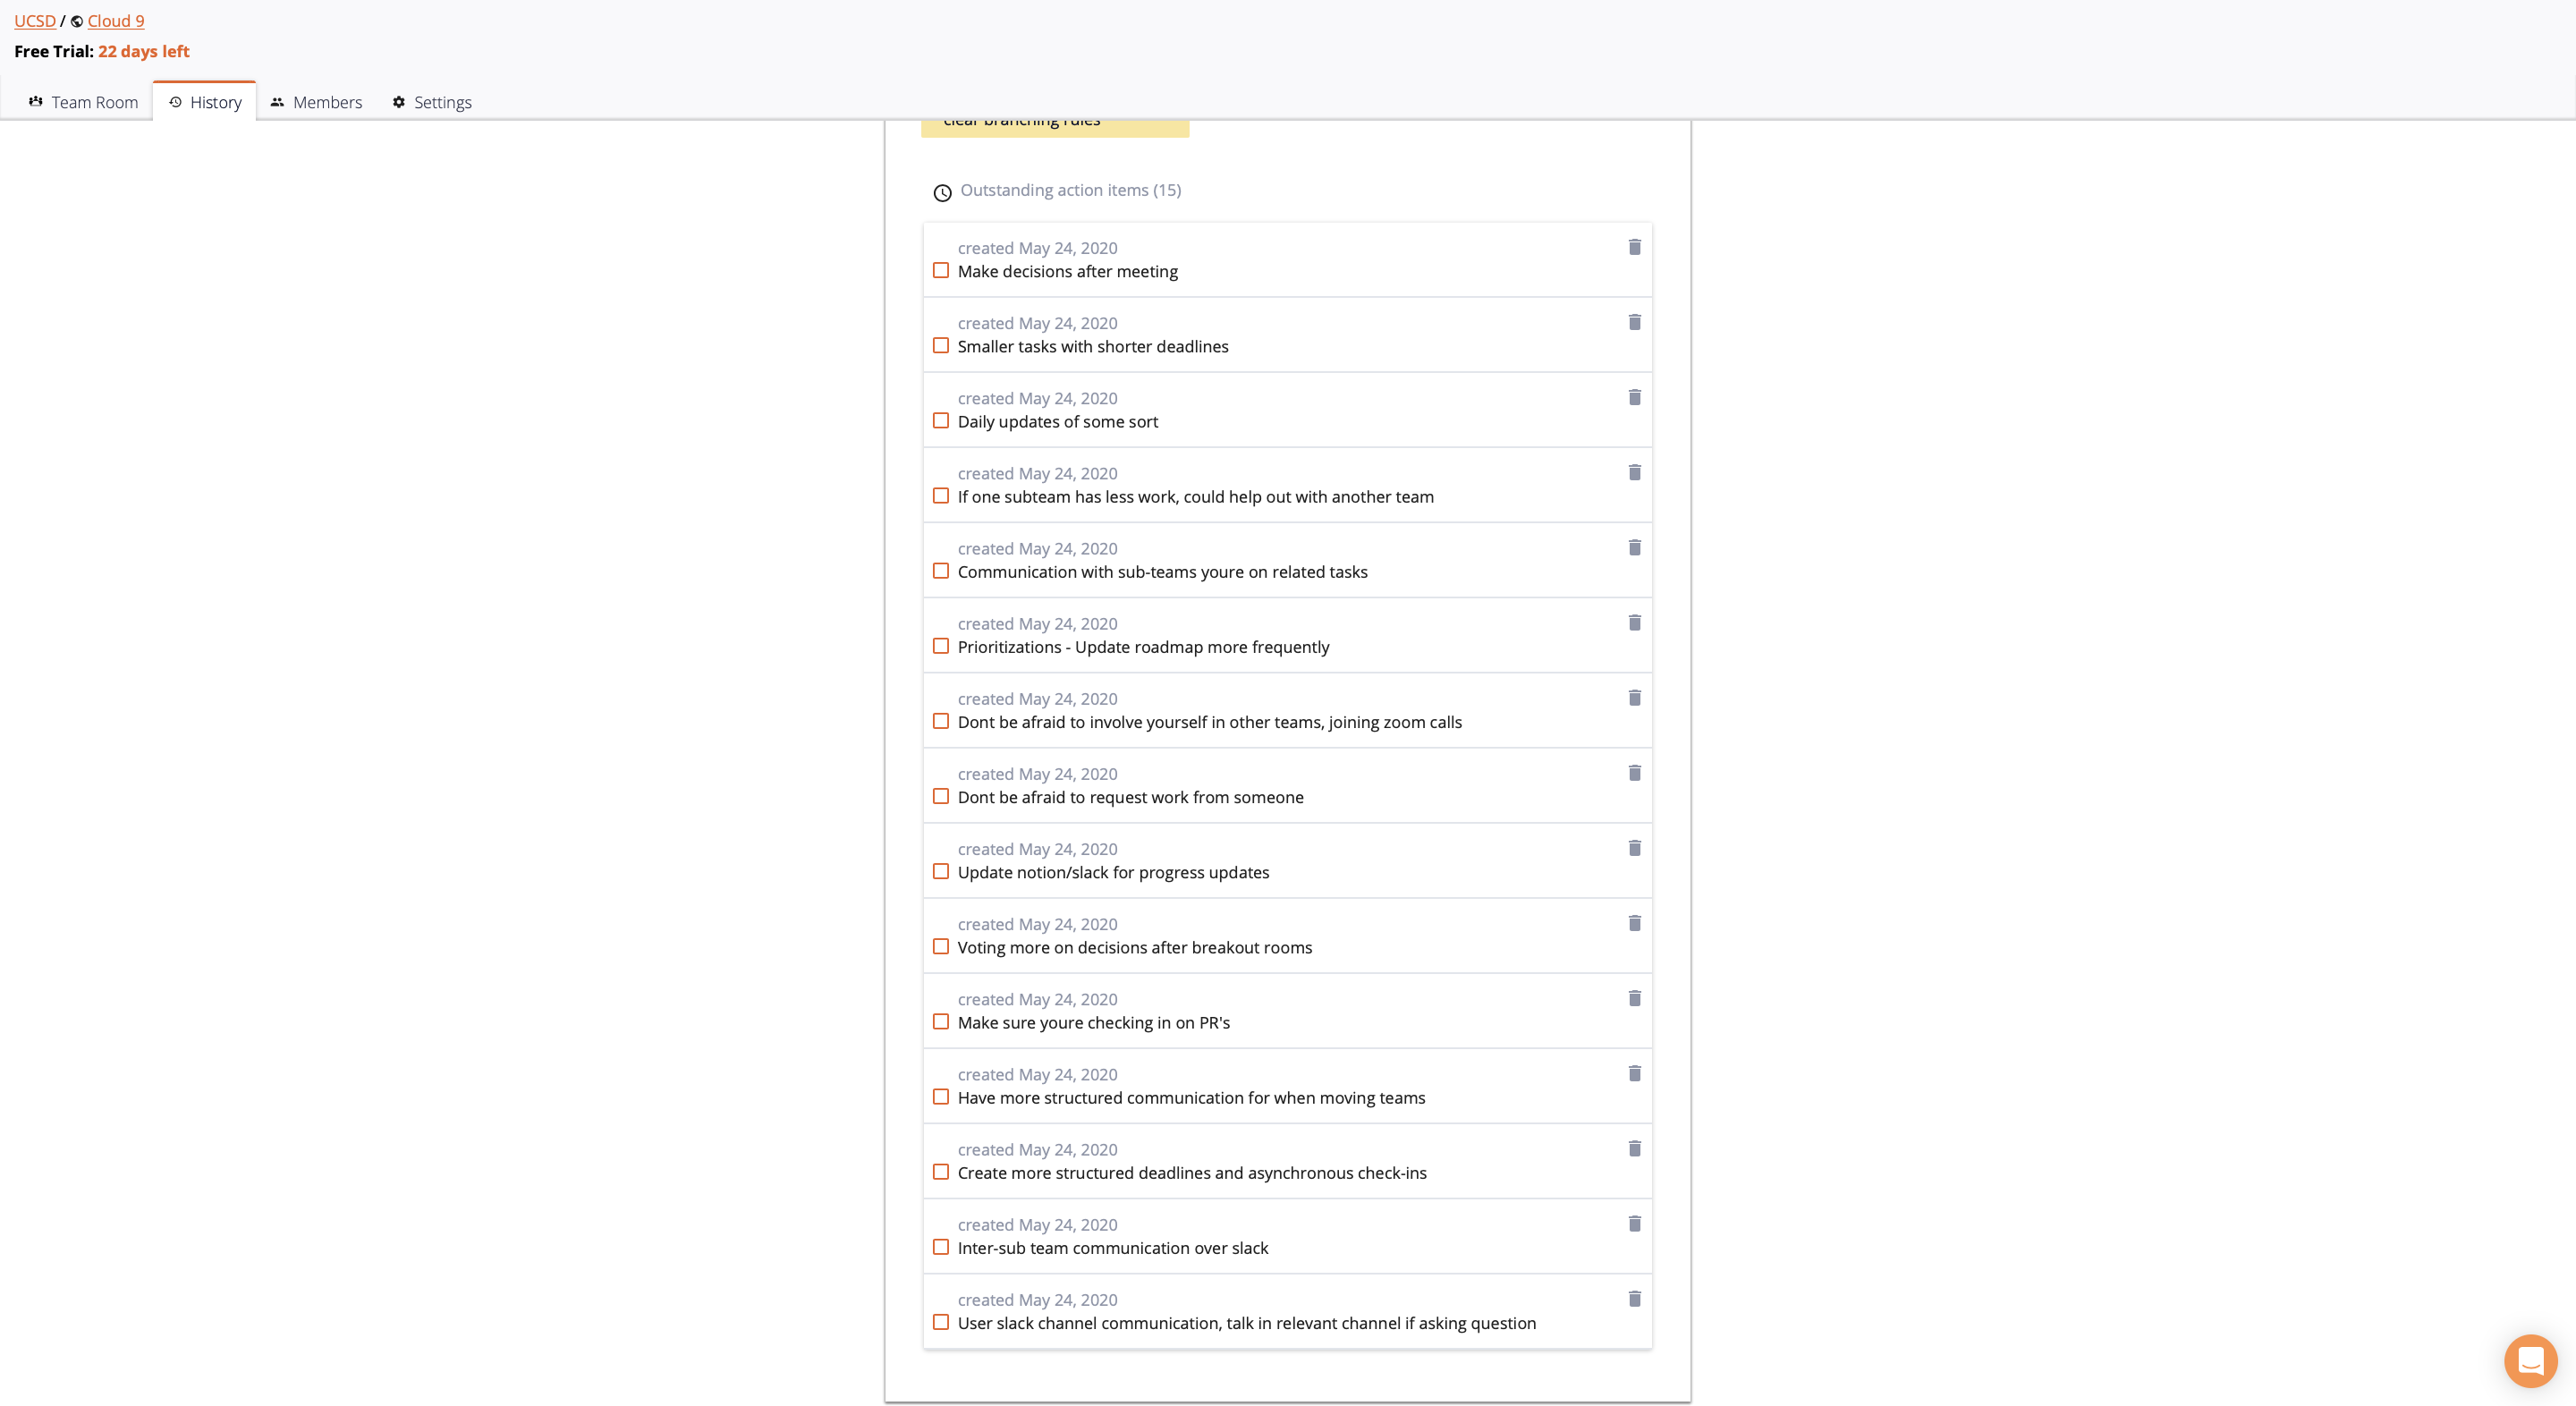 UCSD / Cloud 9
Free Trial: 22 days left
Team Room History Members Settings
clear branching rules
Outstanding action items (15)
created May 24, 2020
Make decisions after meeting
created May 24, 2020
Smaller tasks with shorter deadlines
created May 24, 2020
Daily updates of some sort
created May 24, 2020
If one subteam has less work, could help out with another team
created May 24, 2020
Communication with sub-teams youre on related tasks
created May 24, 2020
Prioritizations - Update roadmap more frequently
created May 24, 2020
Dont be afraid to involve yourself in other teams, joining zoom calls
created May 24, 2020
Dont be afraid to request work from someone
created May 24, 2020
Update notion/slack for progress updates
created May 24, 2020
Voting more on decisions after breakout rooms
created May 24, 2020
Make sure youre checking in on PR's
created May 24, 2020
Have more structured communication for when moving teams
created May 24, 2020
Create more structured deadlines and asynchronous check-ins
created May 24, 2020
Inter-sub team communication over slack
created May 24, 2020
User slack channel communication, talk in relevant channel if asking question